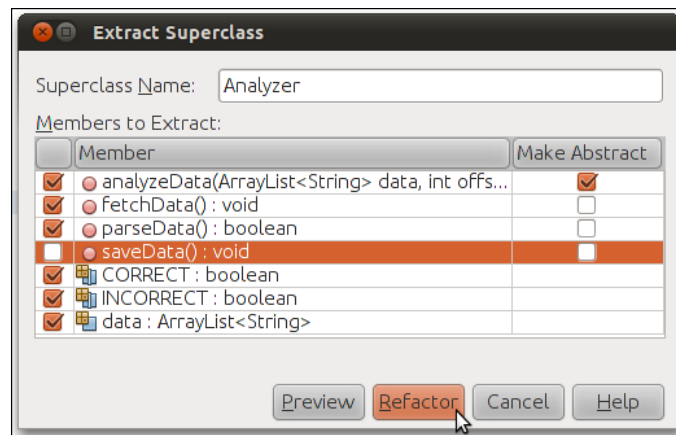 Extract Superclass
Superclass Name: Analyzer
Members to Extract:
Member Make Abstract
analyzeData(ArrayList<String> data, int offs...
fetchData() : void
parseData() : boolean
saveData() : void
CORRECT : boolean
INCORRECT : boolean
data : ArrayList<String>
Preview Refactor Cancel Help